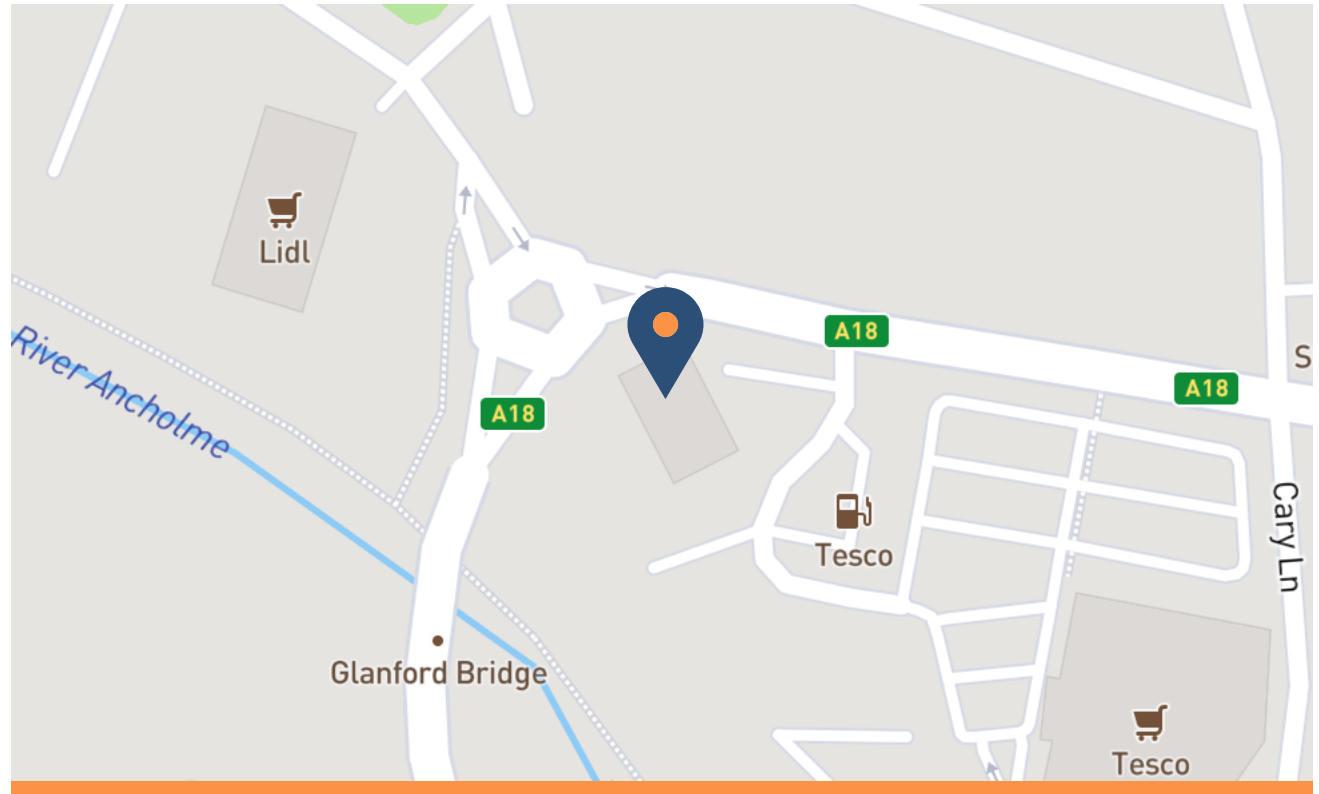 Lidl
River Ancholme
A18
A18
S
A18
Cary Ln
Tesco
Glanford Bridge
Tesco